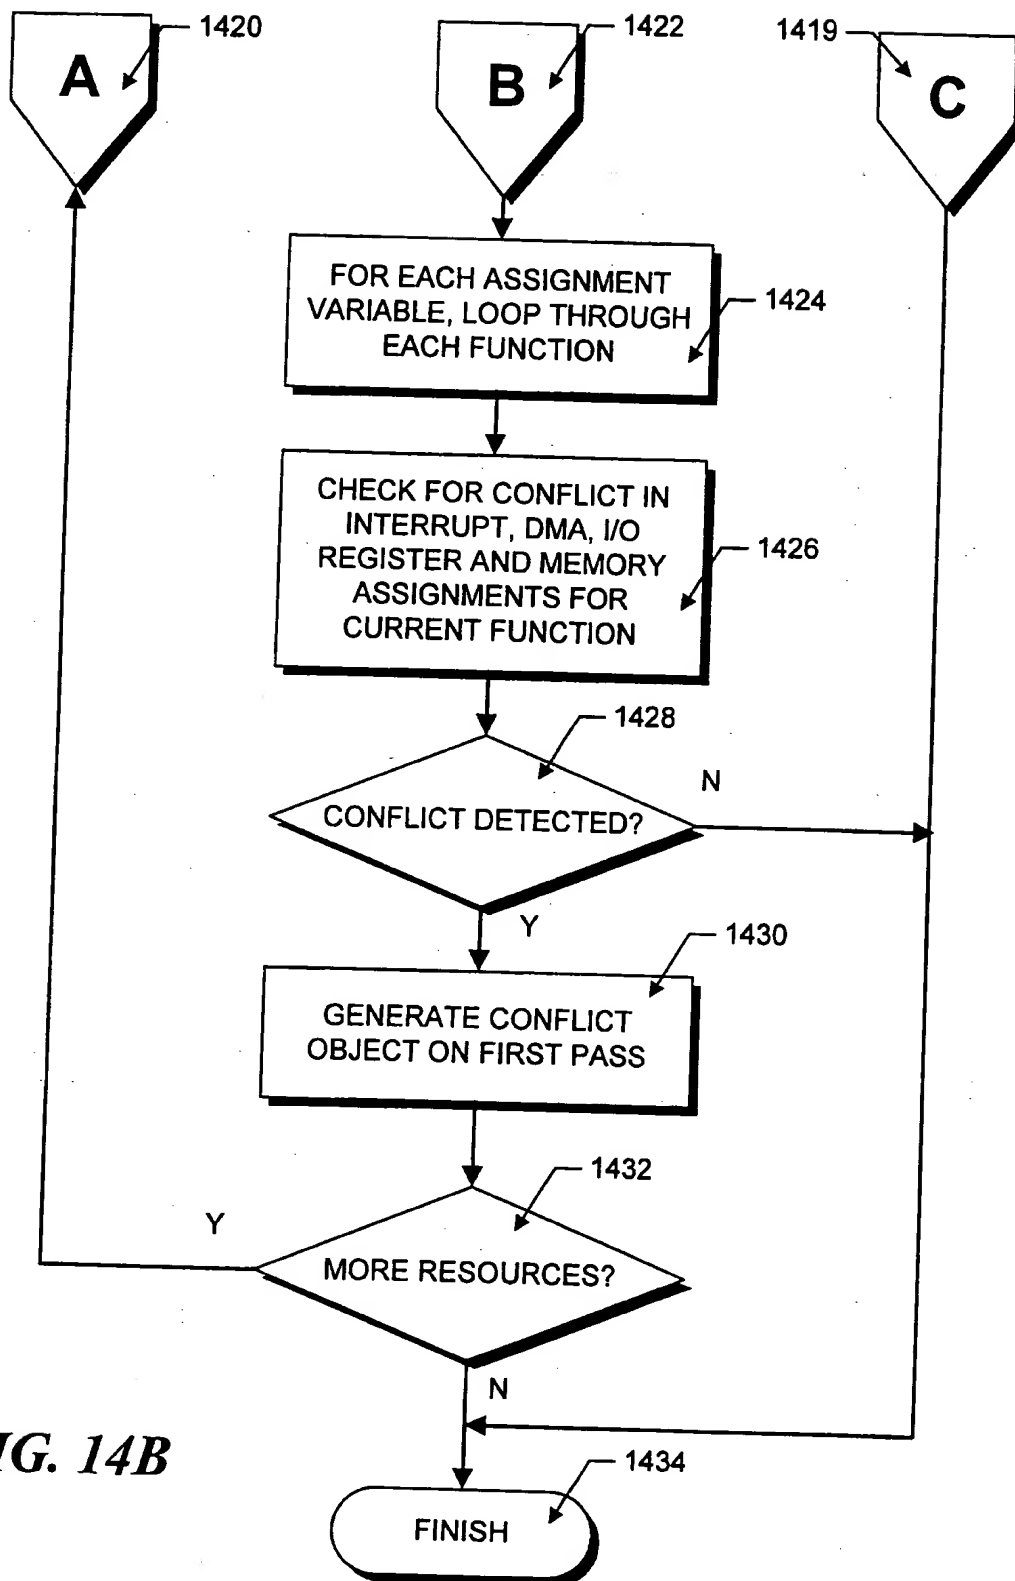 1420
1422
1419
A
B
C
FOR EACH ASSIGNMENT
VARIABLE, LOOP THROUGH
EACH FUNCTION
1424
CHECK FOR CONFLICT IN
INTERRUPT, DMA, I/O
REGISTER AND MEMORY
ASSIGNMENTS FOR
CURRENT FUNCTION
1426
1428
CONFLICT DETECTED?
N
Y
1430
GENERATE CONFLICT
OBJECT ON FIRST PASS
1432
Y
MORE RESOURCES?
N
IG. 14B
1434
FINISH